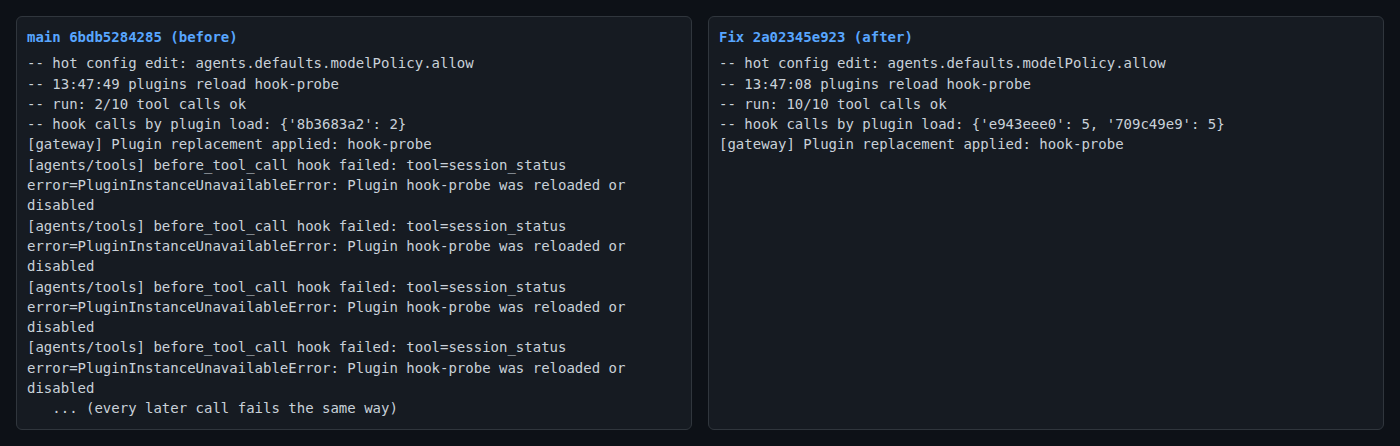 main 6bdb5284285 (before)
-- hot config edit: agents.defaults.modelPolicy.allow
-- 13:47:49 plugins reload hook-probe
-- run: 2/10 tool calls ok
-- hook calls by plugin load: {'8b3683a2': 2}
[gateway] Plugin replacement applied: hook-probe
[agents/tools] before_tool_call hook failed: tool=session_status
error=PluginInstanceUnavailableError: Plugin hook-probe was reloaded or
disabled
[agents/tools] before_tool_call hook failed: tool=session_status
error=PluginInstanceUnavailableError: Plugin hook-probe was reloaded or
disabled
[agents/tools] before_tool_call hook failed: tool=session_status
error=PluginInstanceUnavailableError: Plugin hook-probe was reloaded or
disabled
[agents/tools] before_tool_call hook failed: tool=session_status
error=PluginInstanceUnavailableError: Plugin hook-probe was reloaded or
disabled
... (every later call fails the same way)
Fix 2a02345e923 (after)
-- hot config edit: agents.defaults.modelPolicy.allow
-- 13:47:08 plugins reload hook-probe
-- run: 10/10 tool calls ok
-- hook calls by plugin load: {'e943eee0': 5, '709c49e9': 5}
[gateway] Plugin replacement applied: hook-probe